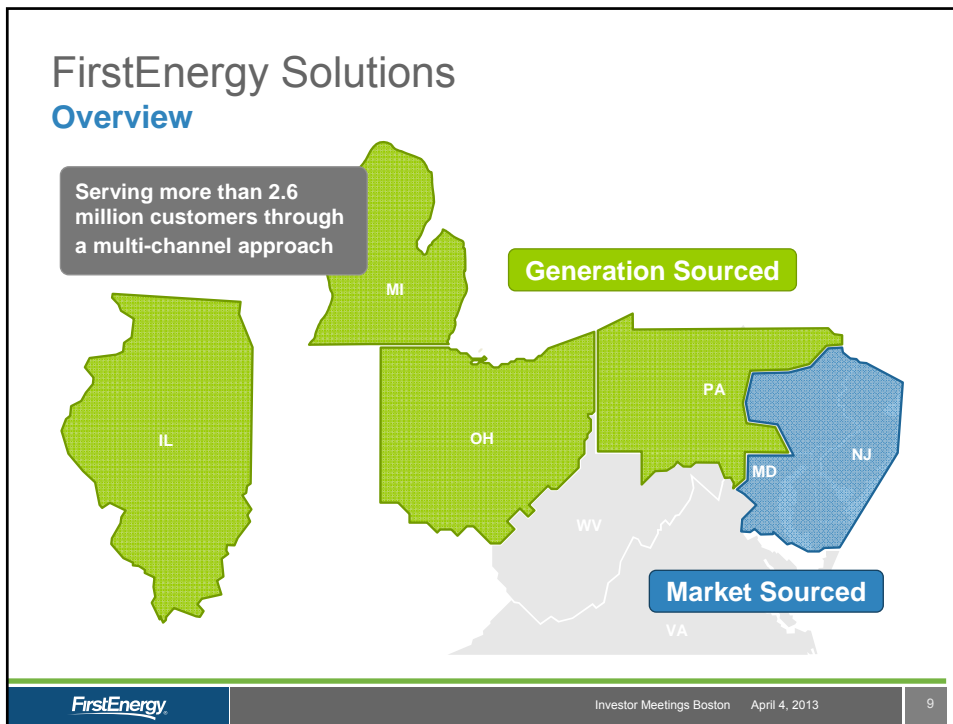 FirstEnergy Solutions
Overview
Serving more than 2.6
million customers through
a multi-channel approach
MI
Generation Sourced
IL
OH
PA
MD
NJ
WV
Market Sourced
VA
FirstEnergy
Investor Meetings Boston April 4, 2013
9